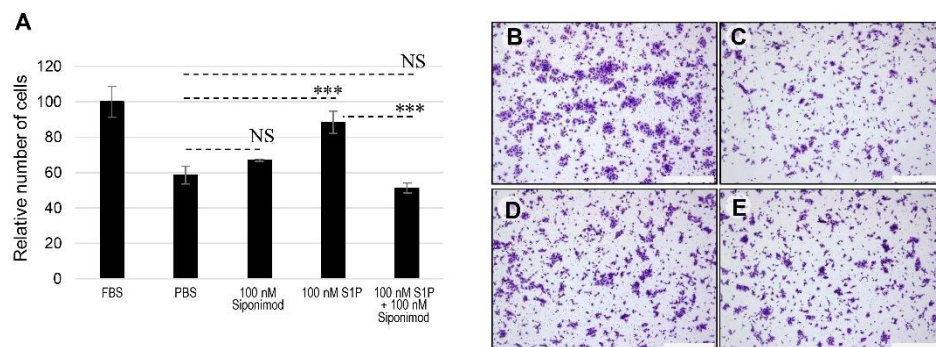 A
Relative number of cells
120
100
80
60
40
20
0
NS
***
***
NS
FBS
PBS
100 nM
Siponimod
100 nM S1P
100 nM S1P
+ 100 nM
Siponimod
B
C
D
E